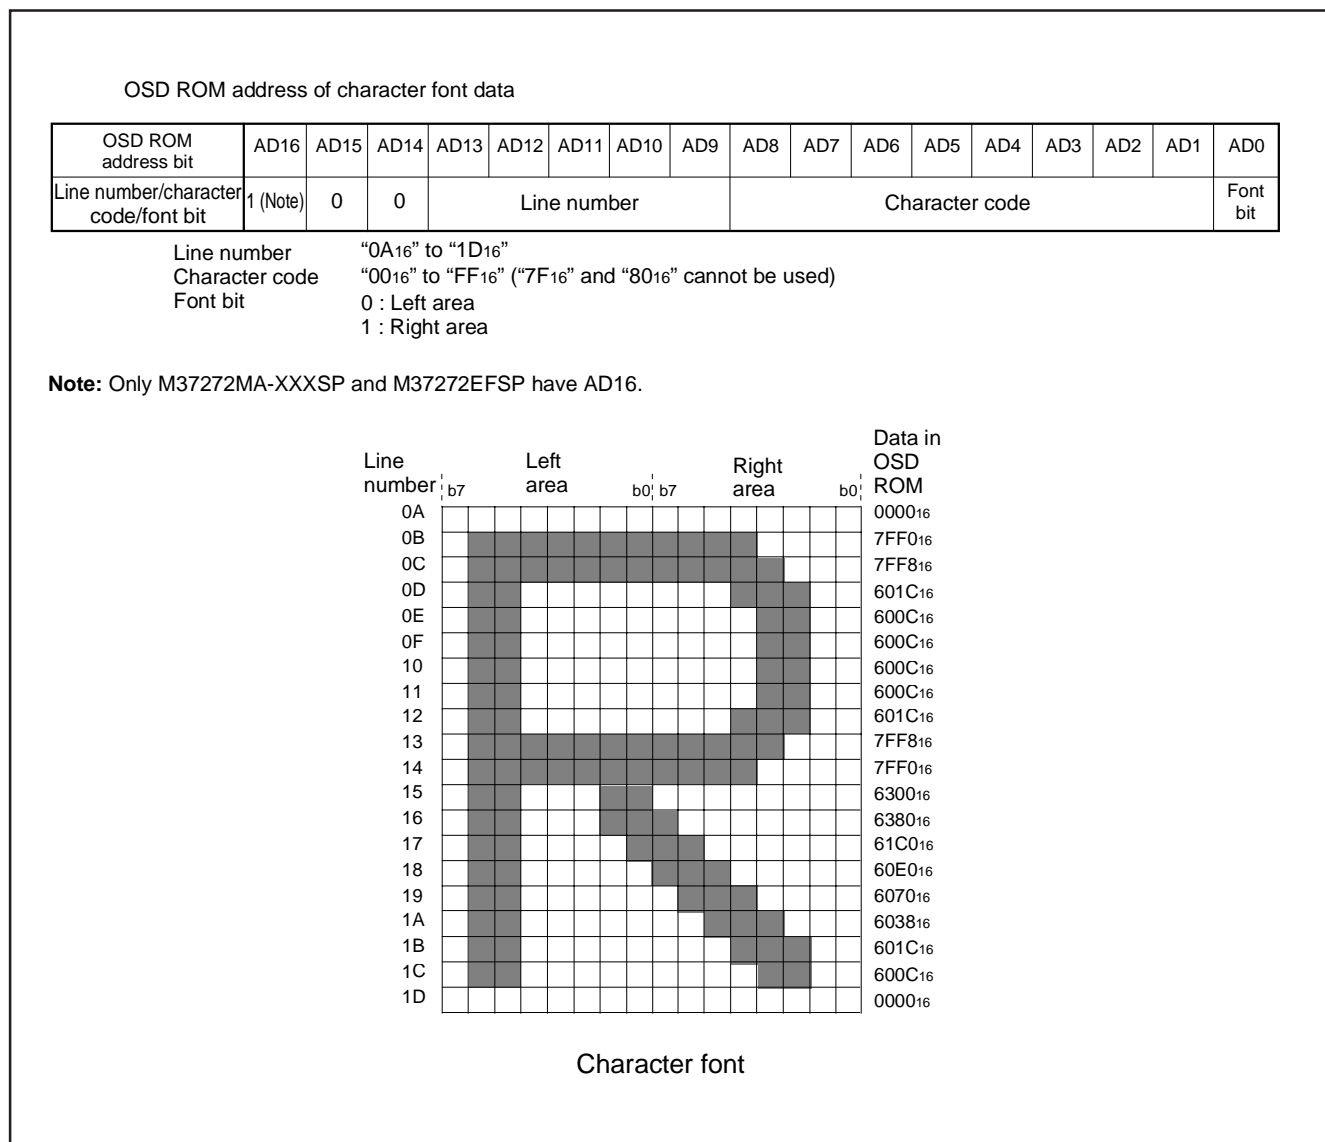 OSD ROM address of character font data
OSD ROM address bit AD16 AD15 AD14 AD13 AD12 AD11 AD10 AD9 AD8 AD7 AD6 AD5 AD4 AD3 AD2 AD1 AD0
Line number/character code/font bit 1 (Note) 0 0 Line number Character code Font bit
Line number “0A16” to “1D16”
Character code “0016” to “FF16” (“7F16” and “8016” cannot be used)
Font bit 0 : Left area
1 : Right area
Note: Only M37272MA-XXXSP and M37272EFSP have AD16.
Line number b7 Left area b0 b7 Right area b0 Data in OSD ROM
0A 000016
0B 7FF016
0C 7FF816
0D 601C16
0E 600C16
0F 600C16
10 600C16
11 600C16
12 601C16
13 7FF816
14 7FF016
15 630016
16 638016
17 61C016
18 60E016
19 607016
1A 603816
1B 601C16
1C 600C16
1D 000016
Character font